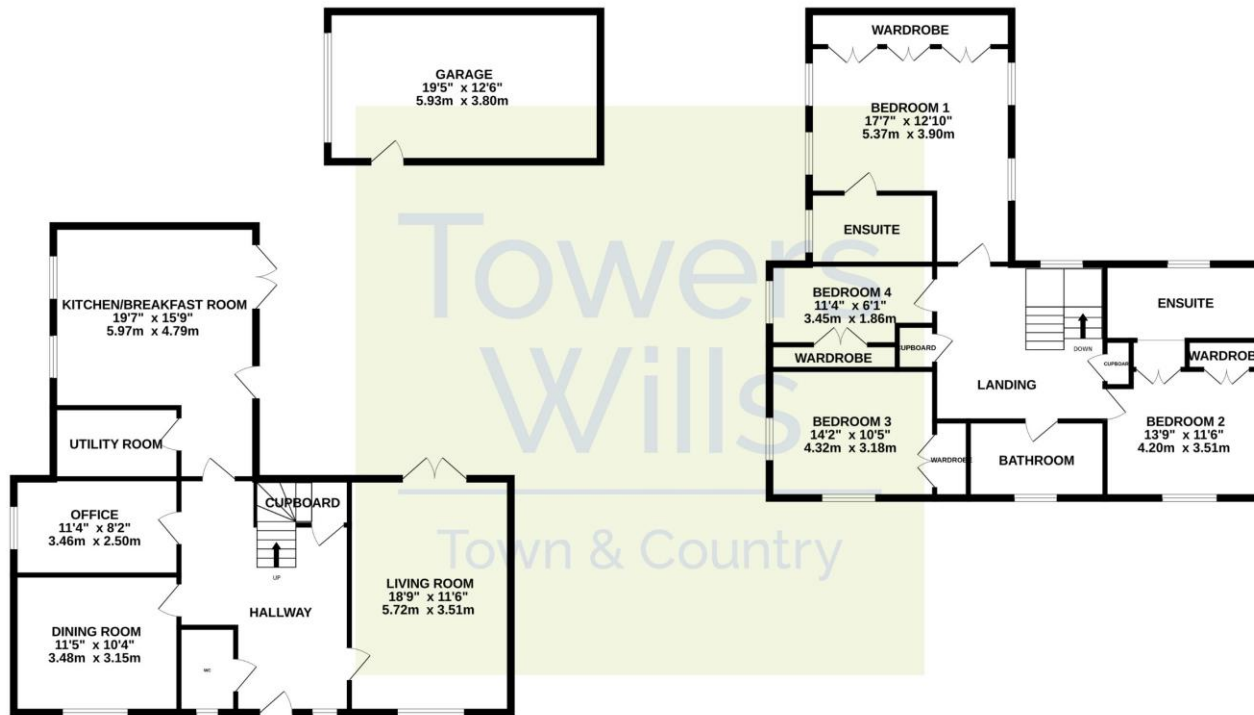 GARAGE
19'5" x 12'6"
5.93m x 3.80m
KITCHEN/BREAKFAST ROOM
19'7" x 15'9"
5.97m x 4.79m
UTILITY ROOM
OFFICE
11'4" x 8'2"
3.46m x 2.50m
DINING ROOM
11'5" x 10'4"
3.48m x 3.15m
WC
HALLWAY
UP
CUPBOARD
LIVING ROOM
18'9" x 11'6"
5.72m x 3.51m
WARDROBE
BEDROOM 1
17'7" x 12'10"
5.37m x 3.90m
ENSUITE
BEDROOM 4
11'4" x 6'1"
3.45m x 1.86m
WARDROBE
CUPBOARD
BEDROOM 3
14'2" x 10'5"
4.32m x 3.18m
WARDROBE
LANDING
DOWN
BATHROOM
CUPBOARD
ENSUITE
WARDROBE
BEDROOM 2
13'9" x 11'6"
4.20m x 3.51m
Towers
Wills
Town & Country